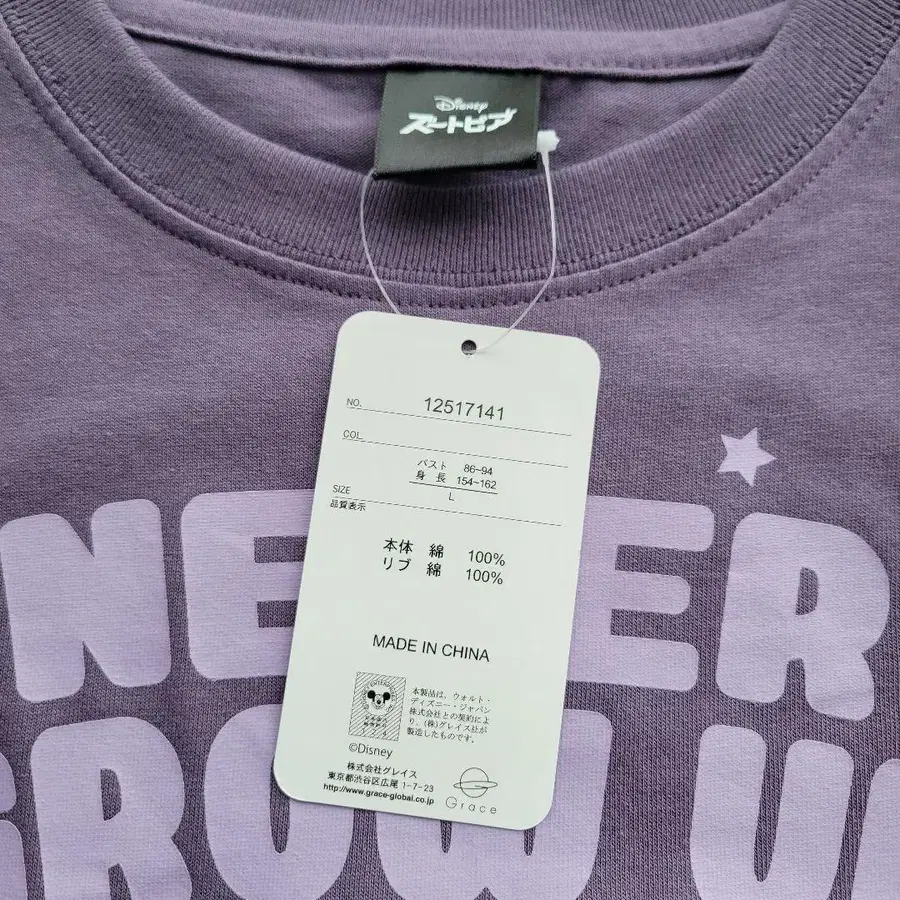 Disney
ズートピア
NO. 12517141
COL.
バスト 86-94
身長 154-162
SIZE L
品質表示
本体 綿 100%
リブ 綿 100%
MADE IN CHINA
本製品は、ウォルト・
ディズニー・ジャパン
株式会社との契約によ
り、(株)グレイス社が
製造したものです。
©Disney
株式会社グレイス
東京都渋谷区広尾 1-7-23
http://www.grace-global.co.jp
Grace
NE ER
GROW U